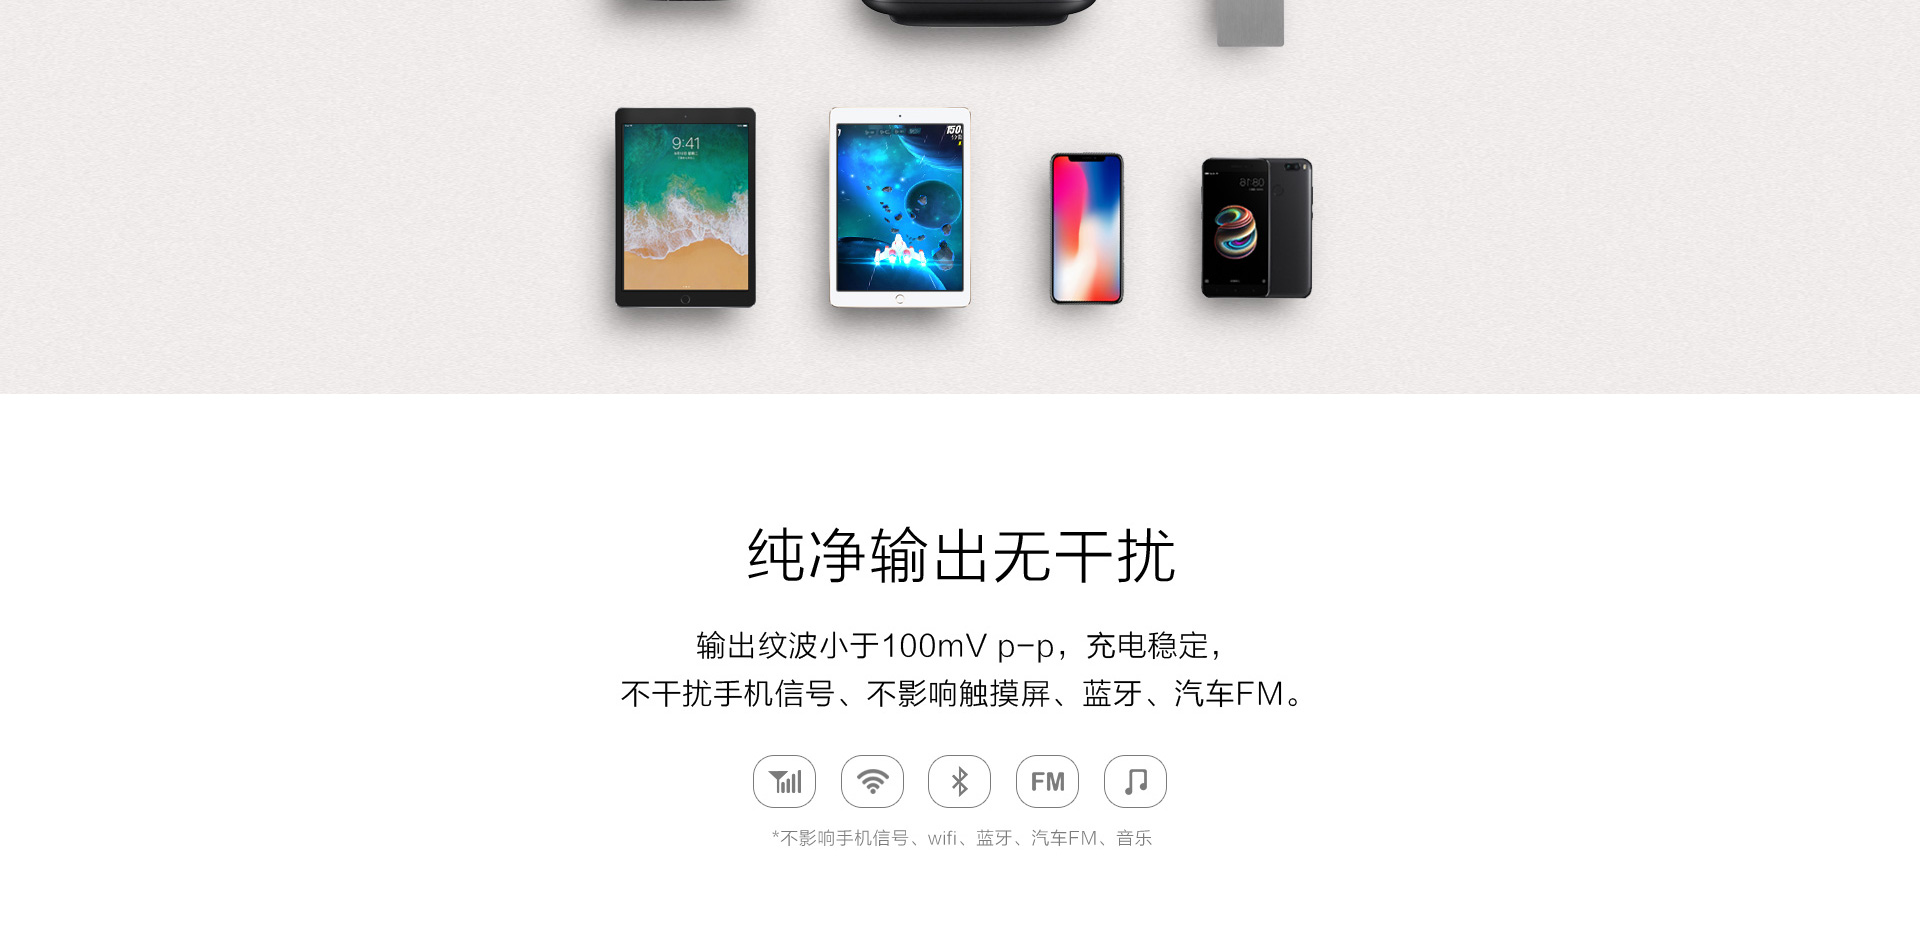 9:41
150
纯净输出无干扰
输出纹波小于100mV p-p，充电稳定，
不干扰手机信号、不影响触摸屏、蓝牙、汽车FM。
FM
*不影响手机信号、wifi、蓝牙、汽车FM、音乐